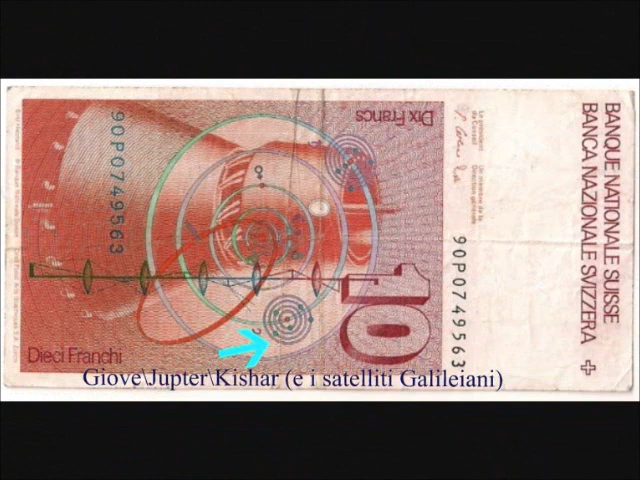 BANQUE NATIONALE SUISSE
BANCA NAZIONALE SVIZZERA
Dix Francs
90P0749563
90P0749563
10
Dieci Franchi
Giove\Jupter\Kishar (e i satelliti Galileiani)